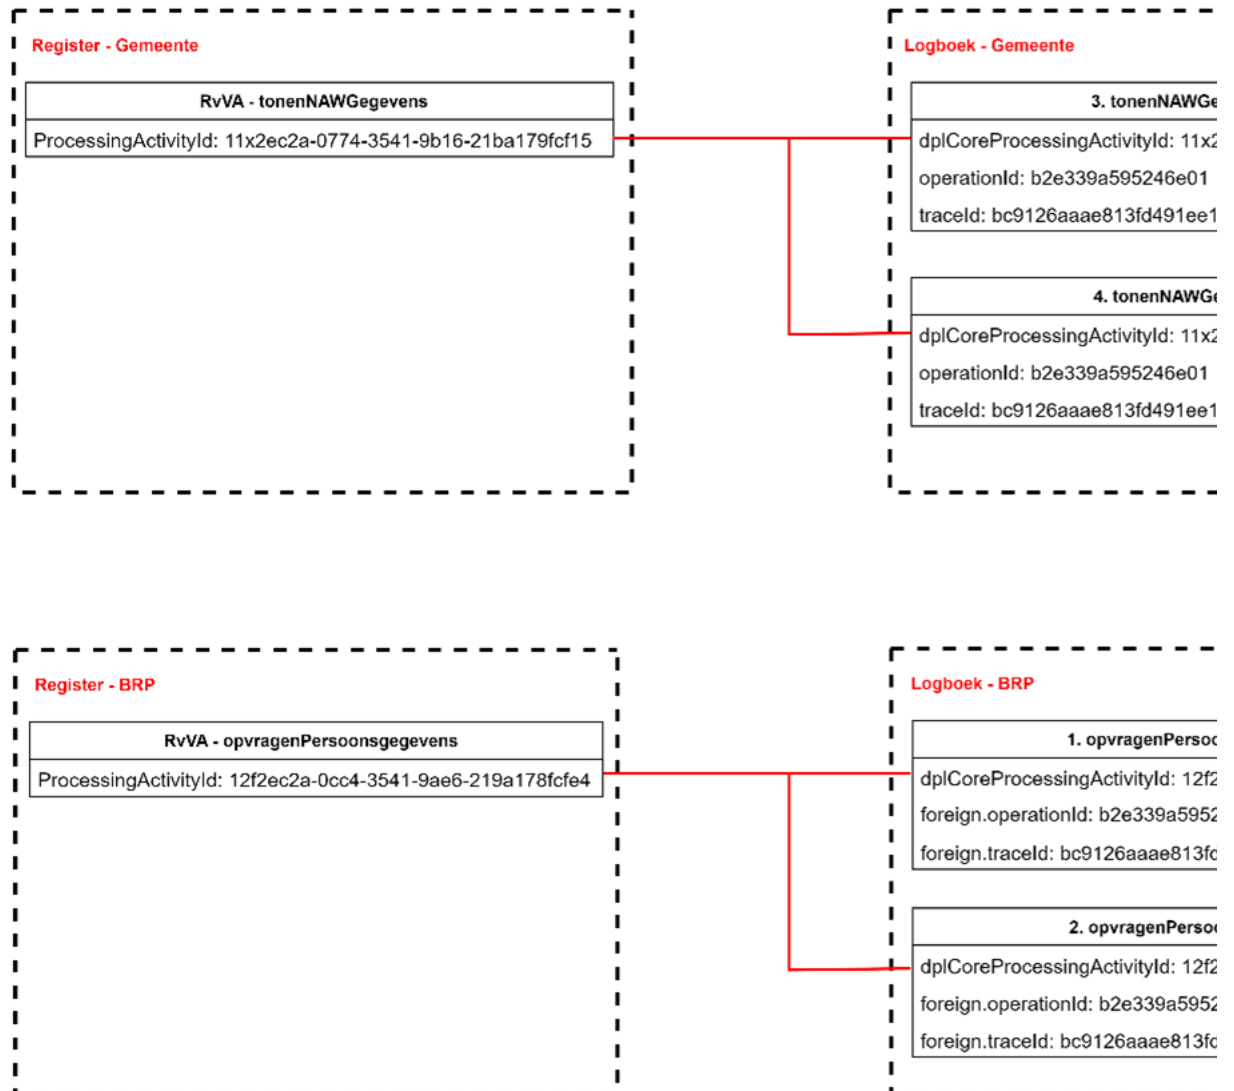 Register - Gemeente
RvVA - tonenNAWGegevens
ProcessingActivityId: 11x2ec2a-0774-3541-9b16-21ba179fcf15
Logboek - Gemeente
3. tonenNAWGe
dplCoreProcessingActivityId: 11x2
operationId: b2e339a595246e01
traceId: bc9126aaae813fd491ee1
4. tonenNAWGe
dplCoreProcessingActivityId: 11x2
operationId: b2e339a595246e01
traceId: bc9126aaae813fd491ee1
Register - BRP
RvVA - opvragenPersoonsgegevens
ProcessingActivityId: 12f2ec2a-0cc4-3541-9ae6-219a178fcfe4
Logboek - BRP
1. opvragenPersoo
dplCoreProcessingActivityId: 12f2
foreign.operationId: b2e339a5952
foreign.traceId: bc9126aaae813fd
2. opvragenPersoo
dplCoreProcessingActivityId: 12f2
foreign.operationId: b2e339a5952
foreign.traceId: bc9126aaae813fd